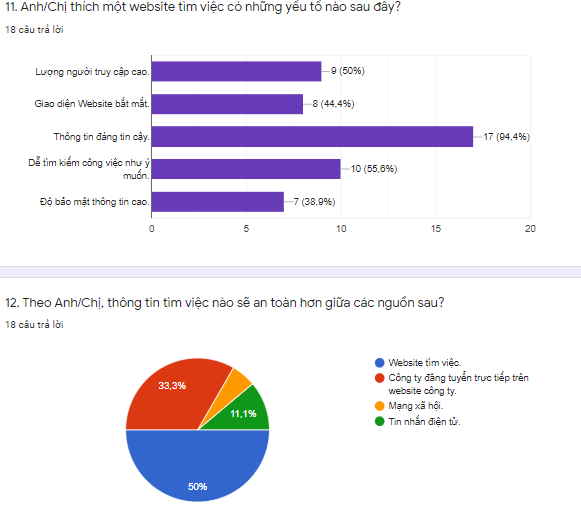 11. Anh/Chị thích một website tìm việc có những yếu tố nào sau đây?
18 câu trả lời
Lượng người truy cập cao.
9 (50%)
Giao diện Website bắt mắt.
8 (44,4%)
Thông tin đáng tin cậy.
17 (94,4%)
Dễ tìm kiếm công việc như ý
muốn.
10 (55,6%)
Độ bảo mật thông tin cao.
7 (38,9%)
0 5 10 15 20
12. Theo Anh/Chị, thông tin tìm việc nào sẽ an toàn hơn giữa các nguồn sau?
18 câu trả lời
33,3%
11,1%
50%
Website tìm việc.
Công ty đăng tuyển trực tiếp trên
website công ty.
Mạng xã hội.
Tin nhắn điện tử.